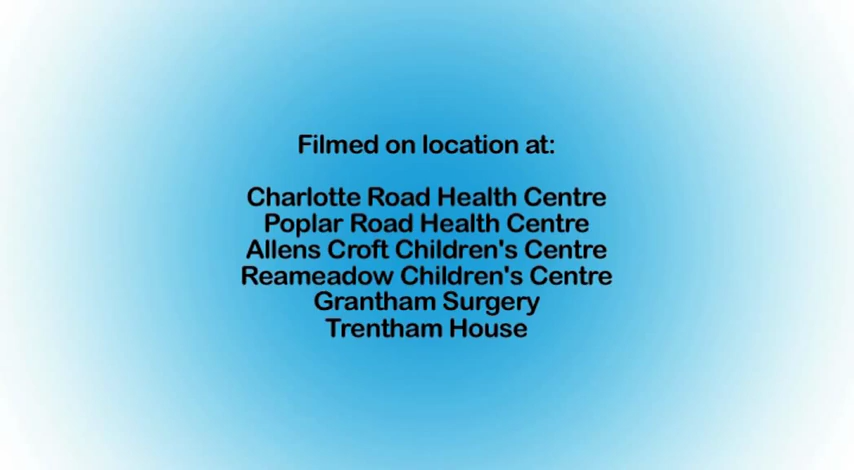 Filmed on location at:
Charlotte Road Health Centre
Poplar Road Health Centre
Allens Croft Children's Centre
Reameadow Children's Centre
Grantham Surgery
Trentham House